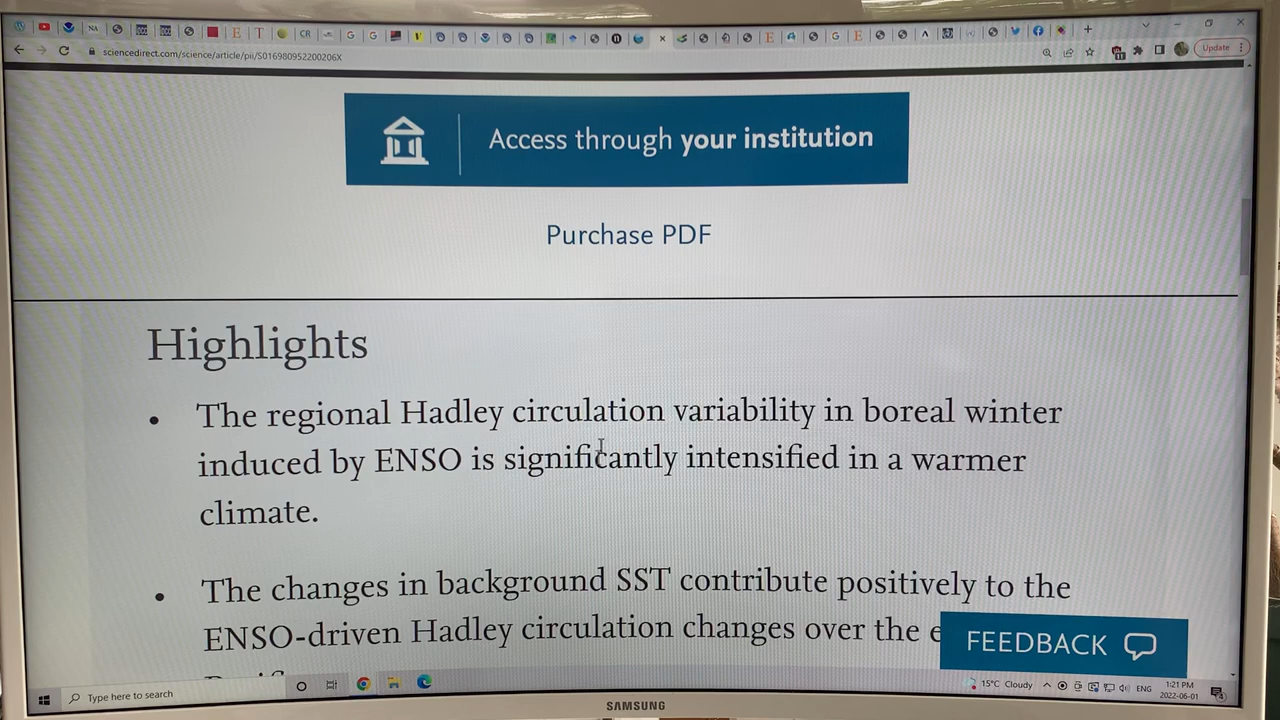 sciencedirect.com/science/article/pii/S016980952200206X
Update
Access through your institution
Purchase PDF
Highlights
• The regional Hadley circulation variability in boreal winter
induced by ENSO is significantly intensified in a warmer
climate.
• The changes in background SST contribute positively to the
ENSO-driven Hadley circulation changes over the e
FEEDBACK
Type here to search
15°C Cloudy
ENG
1:21 PM
2022-06-01
SAMSUNG